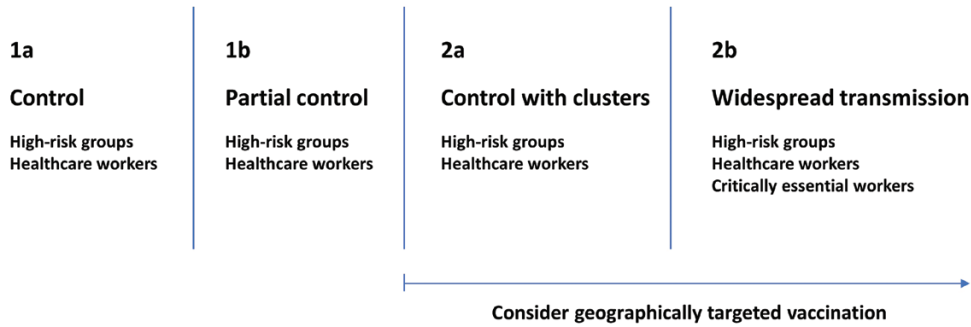 1a
Control
High-risk groups
Healthcare workers
1b
Partial control
High-risk groups
Healthcare workers
2a
Control with clusters
High-risk groups
Healthcare workers
2b
Widespread transmission
High-risk groups
Healthcare workers
Critically essential workers
Consider geographically targeted vaccination